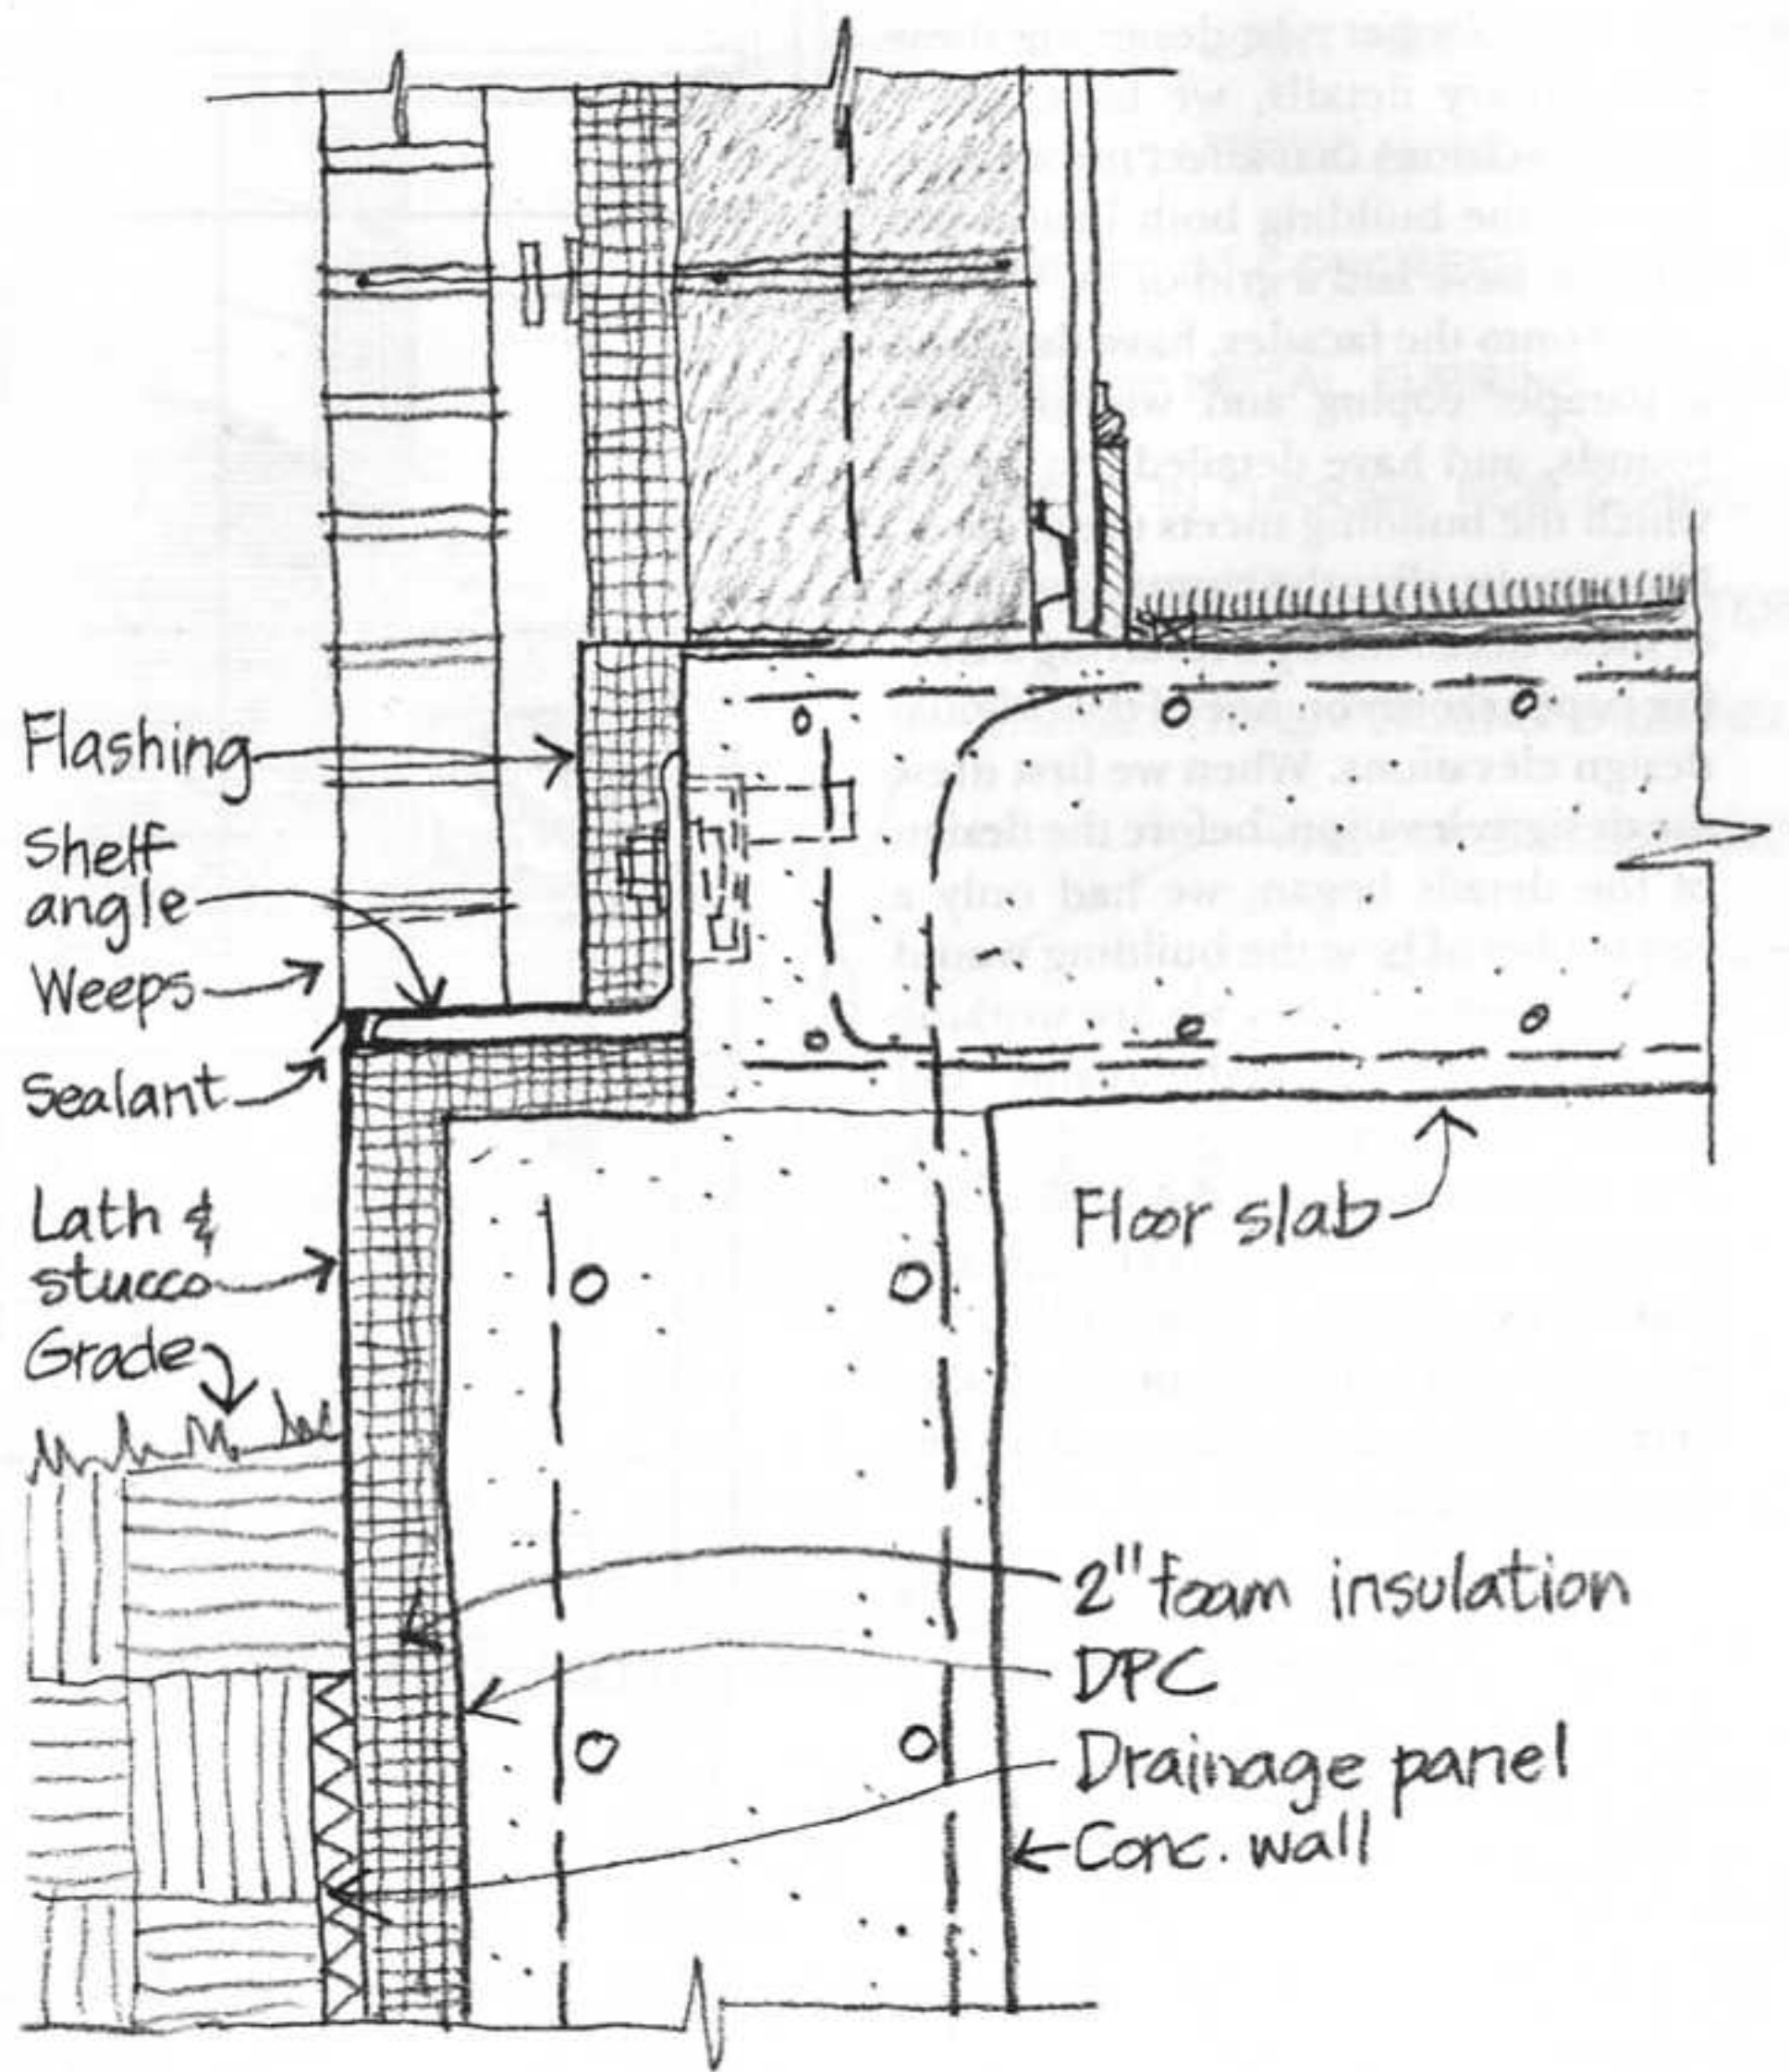 Flashing
Shelf
angle
Weeps
Sealant
Lath &
stucco
Grade
Floor slab
2" foam insulation
DPC
Drainage panel
Conc. wall